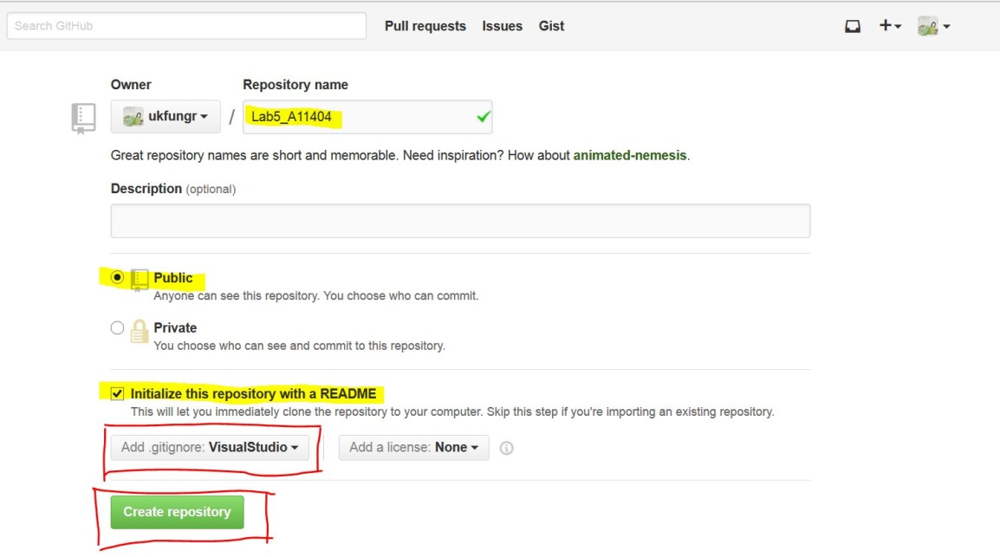 Search GitHub Pull requests Issues Gist
Owner Repository name
ukfungr / Lab5_A11404
Great repository names are short and memorable. Need inspiration? How about animated-nemesis.
Description (optional)
Public
Anyone can see this repository. You choose who can commit.
Private
You choose who can see and commit to this repository.
Initialize this repository with a README
This will let you immediately clone the repository to your computer. Skip this step if you're importing an existing repository.
Add .gitignore: VisualStudio Add a license: None
Create repository